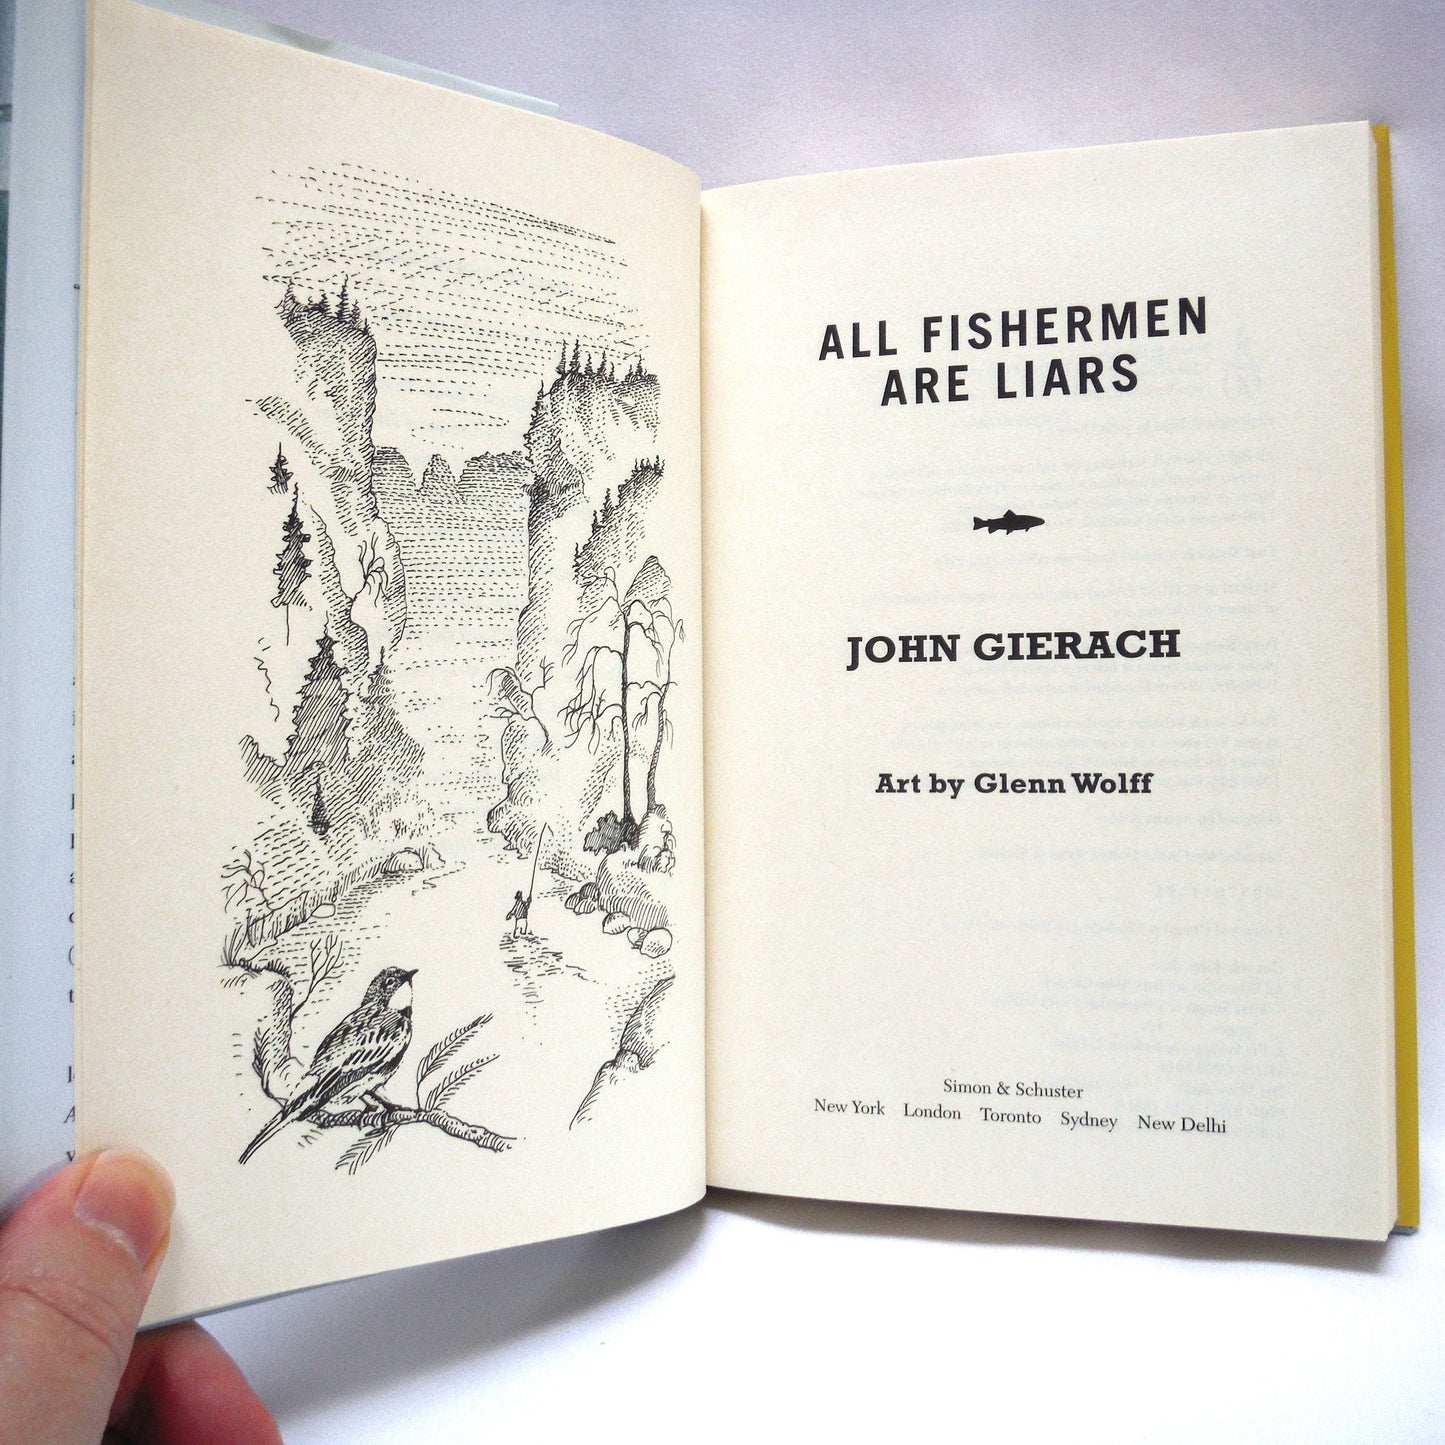 ALL FISHERMEN
ARE LIARS
JOHN GIERACH
Art by Glenn Wolff
Simon & Schuster
New York London Toronto Sydney New Delhi